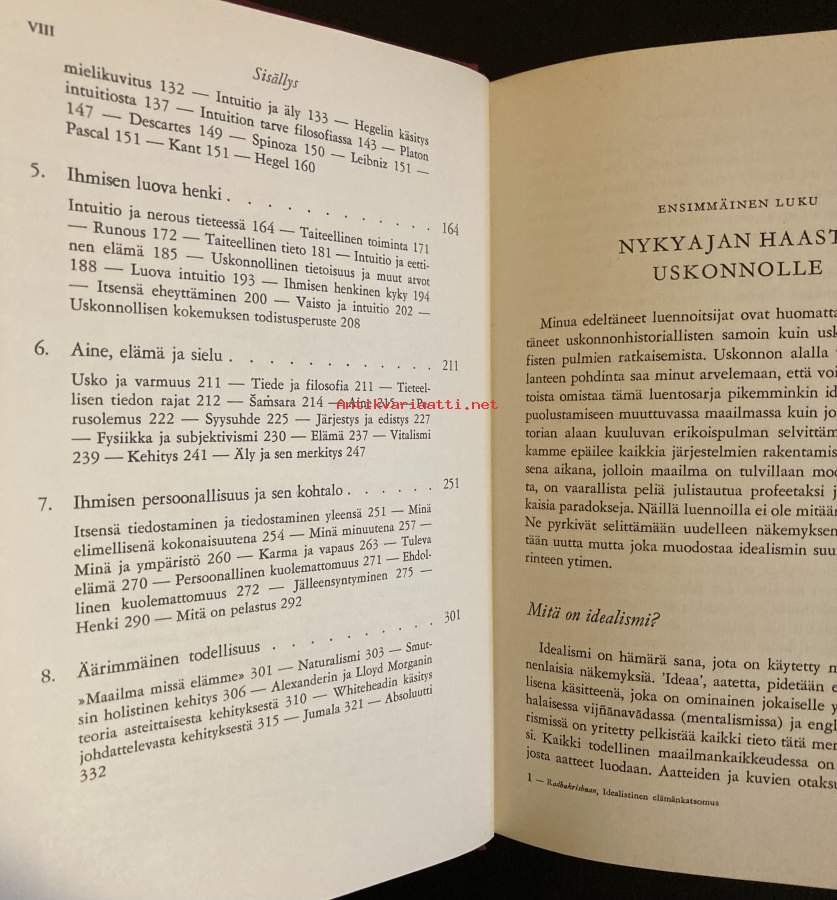 VIII
Sisällys
mielikuvitus 132 — Intuitio ja äly 133 — Hegelin käsitys
intuitiosta 137 — Intuition tarve filosofiassa 143 — Platon
147 — Descartes 149 — Spinoza 150 — Leibniz 151 —
Pascal 151 — Kant 151 — Hegel 160
5. Ihmisen luova henki . . . . . . . . . . . . 164
Intuitio ja nerous tieteessä 164 — Taiteellinen toiminta 171
— Runous 172 — Taiteellinen tieto 181 — Intuitio ja eetti-
nen elämä 185 — Uskonnollinen tietoisuus ja muut arvot
188 — Luova intuitio 193 — Ihmisen henkinen kyky 194
— Itsensä eheyttäminen 200 — Vaisto ja intuitio 202 —
Uskonnollisen kokemuksen todistusperuste 208
6. Aine, elämä ja sielu . . . . . . . . . . . . 211
Usko ja varmuus 211 — Tiede ja filosofia 211 — Tieteel-
lisen tiedon rajat 212 — Saṁsara 214 — Aine 215 — Pe-
rusolemus 222 — Syysuhde 225 — Järjestys ja edistys 227
— Fysiikka ja subjektivismi 230 — Elämä 237 — Vitalismi
239 — Kehitys 241 — Äly ja sen merkitys 247
7. Ihmisen persoonallisuus ja sen kohtalo . . . . . . 251
Itsensä tiedostaminen ja tiedostaminen yleensä 251 — Minä
elimellisenä kokonaisuutena 254 — Minä minuutena 257 —
Minä ja ympäristö 260 — Karma ja vapaus 263 — Tuleva
elämä 270 — Persoonallinen kuolemattomuus 271 — Ehdol-
linen kuolemattomuus 272 — Jälleensyntyminen 275 —
Henki 290 — Mitä on pelastus 292
8. Äärimmäinen todellisuus . . . . . . . . . . 301
»Maailma missä elämme» 301 — Naturalismi 303 — Smut-
sin holistinen kehitys 306 — Alexanderin ja Lloyd Morganin
teoria asteittaisesta kehityksestä 310 — Whiteheadin käsitys
johdattelevasta kehityksestä 315 — Jumala 321 — Absoluutti
332
Antikvariaatti.net
ENSIMMÄINEN LUKU
NYKYAJAN HAAST
USKONNOLLE
Minua edeltäneet luennoitsijat ovat huomatta
täneet uskonnonhistoriallisten samoin kuin usk
fisten pulmien ratkaisemista. Uskonnon alalla
lanteen pohdinta saa minut arvelemaan, että voi
toista omistaa tämä luentosarja pikemminkin id
puolustamiseen muuttuvassa maailmassa kuin jo
torian alaan kuuluvan erikoispulman selvittäm
kamme epäilee kaikkia järjestelmien rakentamis
sena aikana, jolloin maailma on tulvillaan moo
ta, on vaarallista peliä julistautua profeetaksi j
kaisia paradokseja. Näillä luennoilla ei ole mitää
Ne pyrkivät selittämään uudelleen näkemyksen
tään uutta mutta joka muodostaa idealismin suu
rinteen ytimen.
Mitä on idealismi?
Idealismi on hämärä sana, jota on käytetty m
nenlaisia näkemyksiä. 'Ideaa', aatetta, pidetään e
lisena käsitteenä, joka on ominainen jokaiselle y
halaisessa vijñānavādassa (mentalismissa) ja engl
rismissä on yritetty pelkistää kaikki tieto tätä men
si. Kaikki todellinen maailmankaikkeudessa on
josta aatteet luodaan. Aatteiden ja kuvien otaksu
1 — Radhakrishnan, Idealistinen elämänkatsomus